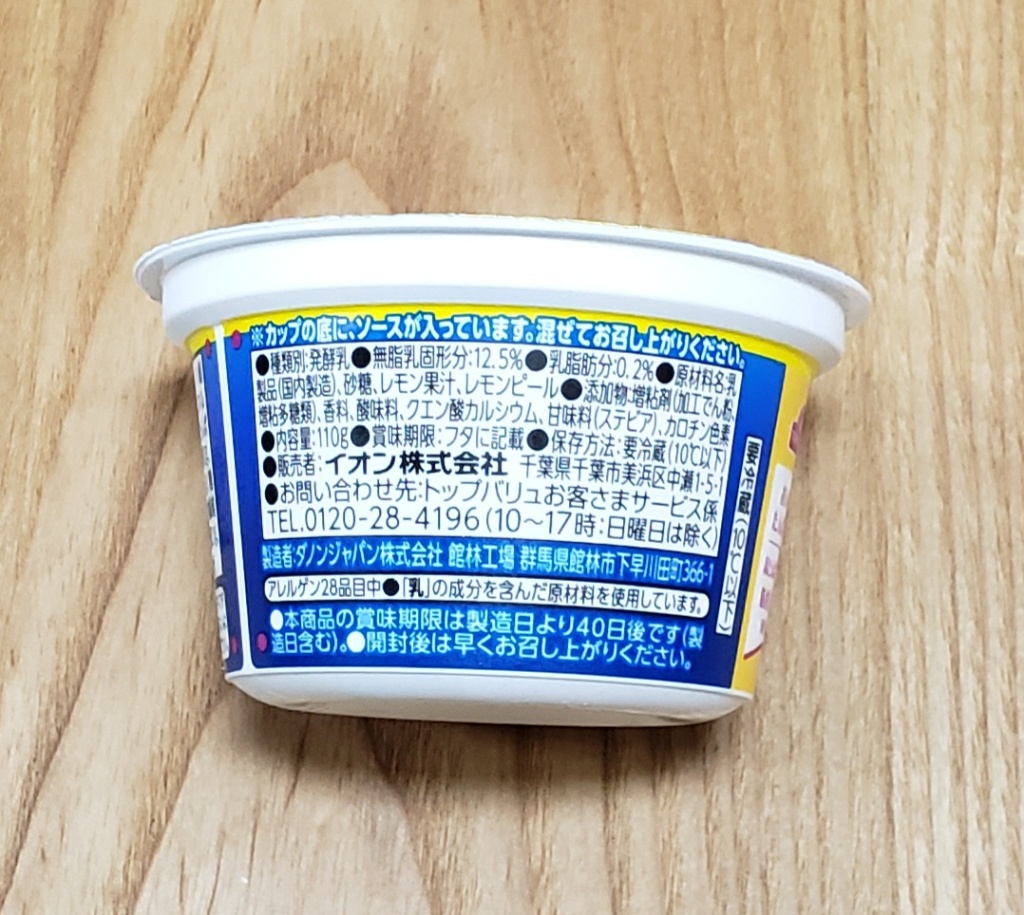 ※カップの底に、ソースが入っています。混ぜてお召し上がりください。
●種類別:発酵乳●無脂乳固形分:12.5%●乳脂肪分:0.2%●原材料名:乳
製品(国内製造)、砂糖、レモン果汁、レモンピール●添加物:増粘剤(加工でん粉、
増粘多糖類)、香料、酸味料、クエン酸カルシウム、甘味料(ステビア)、カロチン色素
●内容量:110g●賞味期限:フタに記載●保存方法:要冷蔵(10℃以下)
●販売者:イオン株式会社 千葉県千葉市美浜区中瀬1-5-1
●お問い合わせ先:トップバリュお客さまサービス係
TEL.0120-28-4196(10〜17時:日曜日は除く)
製造者:ダノンジャパン株式会社 館林工場 群馬県館林市下早川田町366-1
アレルゲン28品目中●「乳」の成分を含んだ原材料を使用しています。
●本商品の賞味期限は製造日より40日後です(製
造日含む)。●開封後は早くお召し上がりください。
要冷蔵(10℃以下)